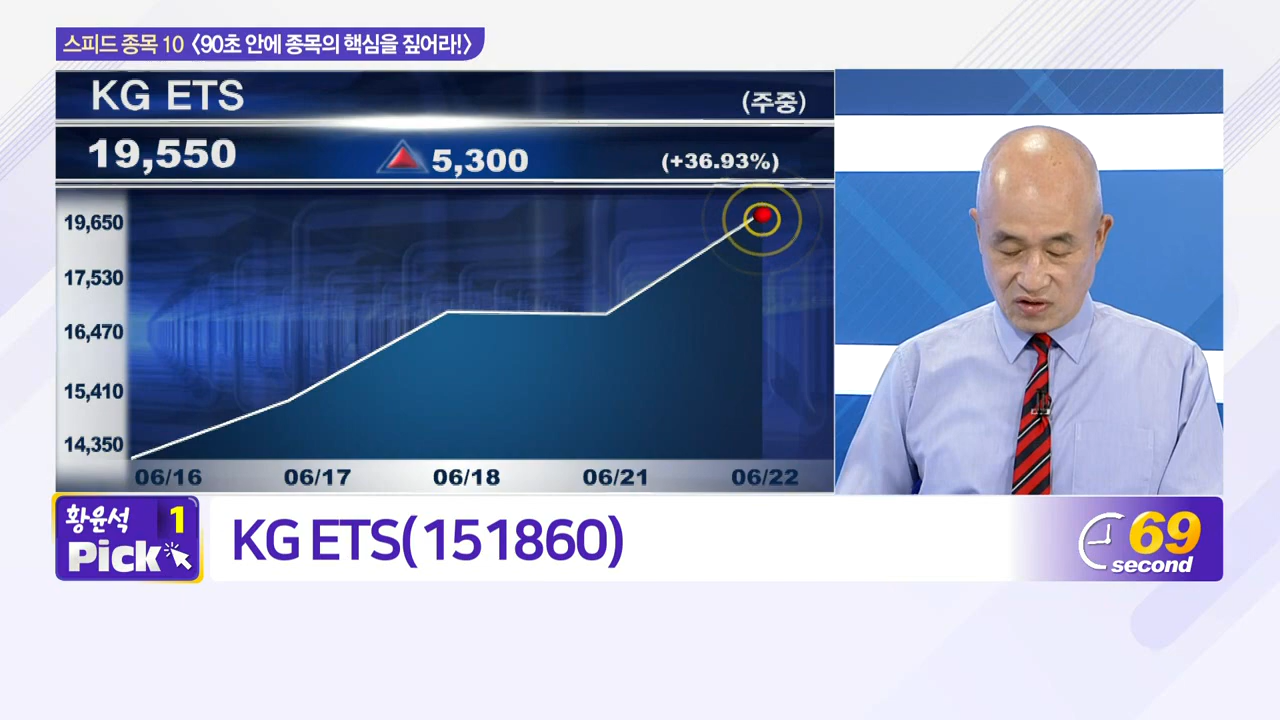 스피드 종목 10 <90초 안에 종목의 핵심을 짚어라!>
KG ETS
(주중)
19,550
5,300
(+36.93%)
19,650
17,530
16,470
15,410
14,350
06/16
06/17
06/18
06/21
06/22
황윤석 1
Pick
KG ETS(151860)
69
second